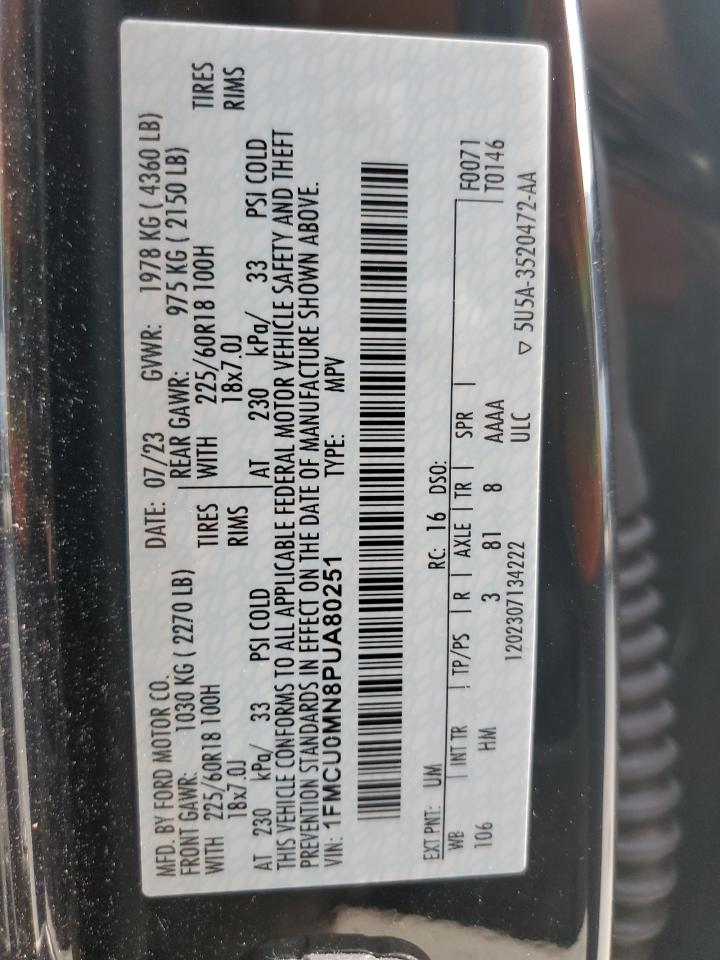 MFD. BY FORD MOTOR CO. DATE: 07/23 GVWR: 1978 KG ( 4360 LB)
FRONT GAWR: 1030 KG ( 2270 LB) REAR GAWR: 975 KG ( 2150 LB)
WITH 225/60R18 100H TIRES WITH 225/60R18 100H TIRES
18x7.0J RIMS 18x7.0J RIMS
AT 230 kPa/ 33 PSI COLD AT 230 kPa/ 33 PSI COLD
THIS VEHICLE CONFORMS TO ALL APPLICABLE FEDERAL MOTOR VEHICLE SAFETY AND THEFT
PREVENTION STANDARDS IN EFFECT ON THE DATE OF MANUFACTURE SHOWN ABOVE.
VIN: 1FMCU0MN8PUA80251 TYPE: MPV
EXT PNT: UM RC: 16 DSO:
WB INT TR TP/PS R AXLE TR SPR F0071
106 HM 3 81 8 AAAA T0146
1202307134222 ULC ▽ 5U5A-3520472-AA